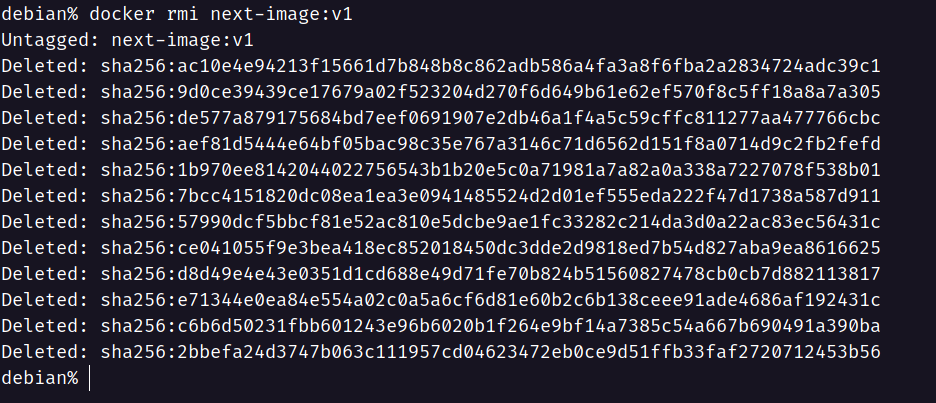 debian% docker rmi next-image:v1
Untagged: next-image:v1
Deleted: sha256:ac10e4e94213f15661d7b848b8c862adb586a4fa3a8f6fba2a2834724adc39c1
Deleted: sha256:9d0ce39439ce17679a02f523204d270f6d649b61e62ef570f8c5ff18a8a7a305
Deleted: sha256:de577a879175684bd7eef0691907e2db46a1f4a5c59cffc811277aa477766cbc
Deleted: sha256:aef81d5444e64bf05bac98c35e767a3146c71d6562d151f8a0714d9c2fb2fefd
Deleted: sha256:1b970ee8142044022756543b1b20e5c0a71981a7a82a0a338a7227078f538b01
Deleted: sha256:7bcc4151820dc08ea1ea3e0941485524d2d01ef555eda222f47d1738a587d911
Deleted: sha256:57990dcf5bbcf81e52ac810e5dcbe9ae1fc33282c214da3d0a22ac83ec56431c
Deleted: sha256:ce041055f9e3bea418ec852018450dc3dde2d9818ed7b54d827aba9ea8616625
Deleted: sha256:d8d49e4e43e0351d1cd688e49d71fe70b824b51560827478cb0cb7d882113817
Deleted: sha256:e71344e0ea84e554a02c0a5a6cf6d81e60b2c6b138ceee91ade4686af192431c
Deleted: sha256:c6b6d50231fbb601243e96b6020b1f264e9bf14a7385c54a667b690491a390ba
Deleted: sha256:2bbefa24d3747b063c111957cd04623472eb0ce9d51ffb33faf2720712453b56
debian%